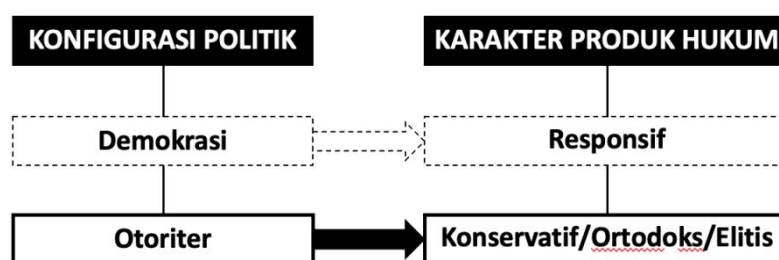 KONFIGURASI POLITIK
KARAKTER PRODUK HUKUM
Demokrasi
Responsif
Otoriter
Konservatif/Ortodoks/Elitis